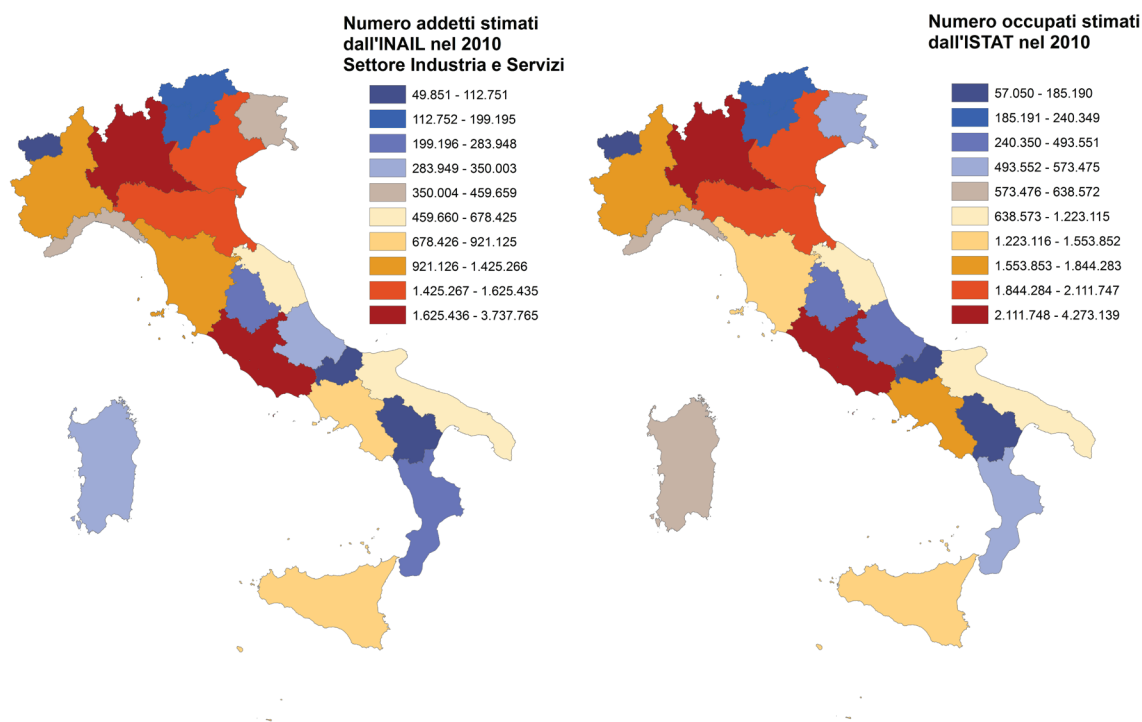 Numero addetti stimati
dall'INAIL nel 2010
Settore Industria e Servizi
49.851 - 112.751
112.752 - 199.195
199.196 - 283.948
283.949 - 350.003
350.004 - 459.659
459.660 - 678.425
678.426 - 921.125
921.126 - 1.425.266
1.425.267 - 1.625.435
1.625.436 - 3.737.765
Numero occupati stimati
dall'ISTAT nel 2010
57.050 - 185.190
185.191 - 240.349
240.350 - 493.551
493.552 - 573.475
573.476 - 638.572
638.573 - 1.223.115
1.223.116 - 1.553.852
1.553.853 - 1.844.283
1.844.284 - 2.111.747
2.111.748 - 4.273.139